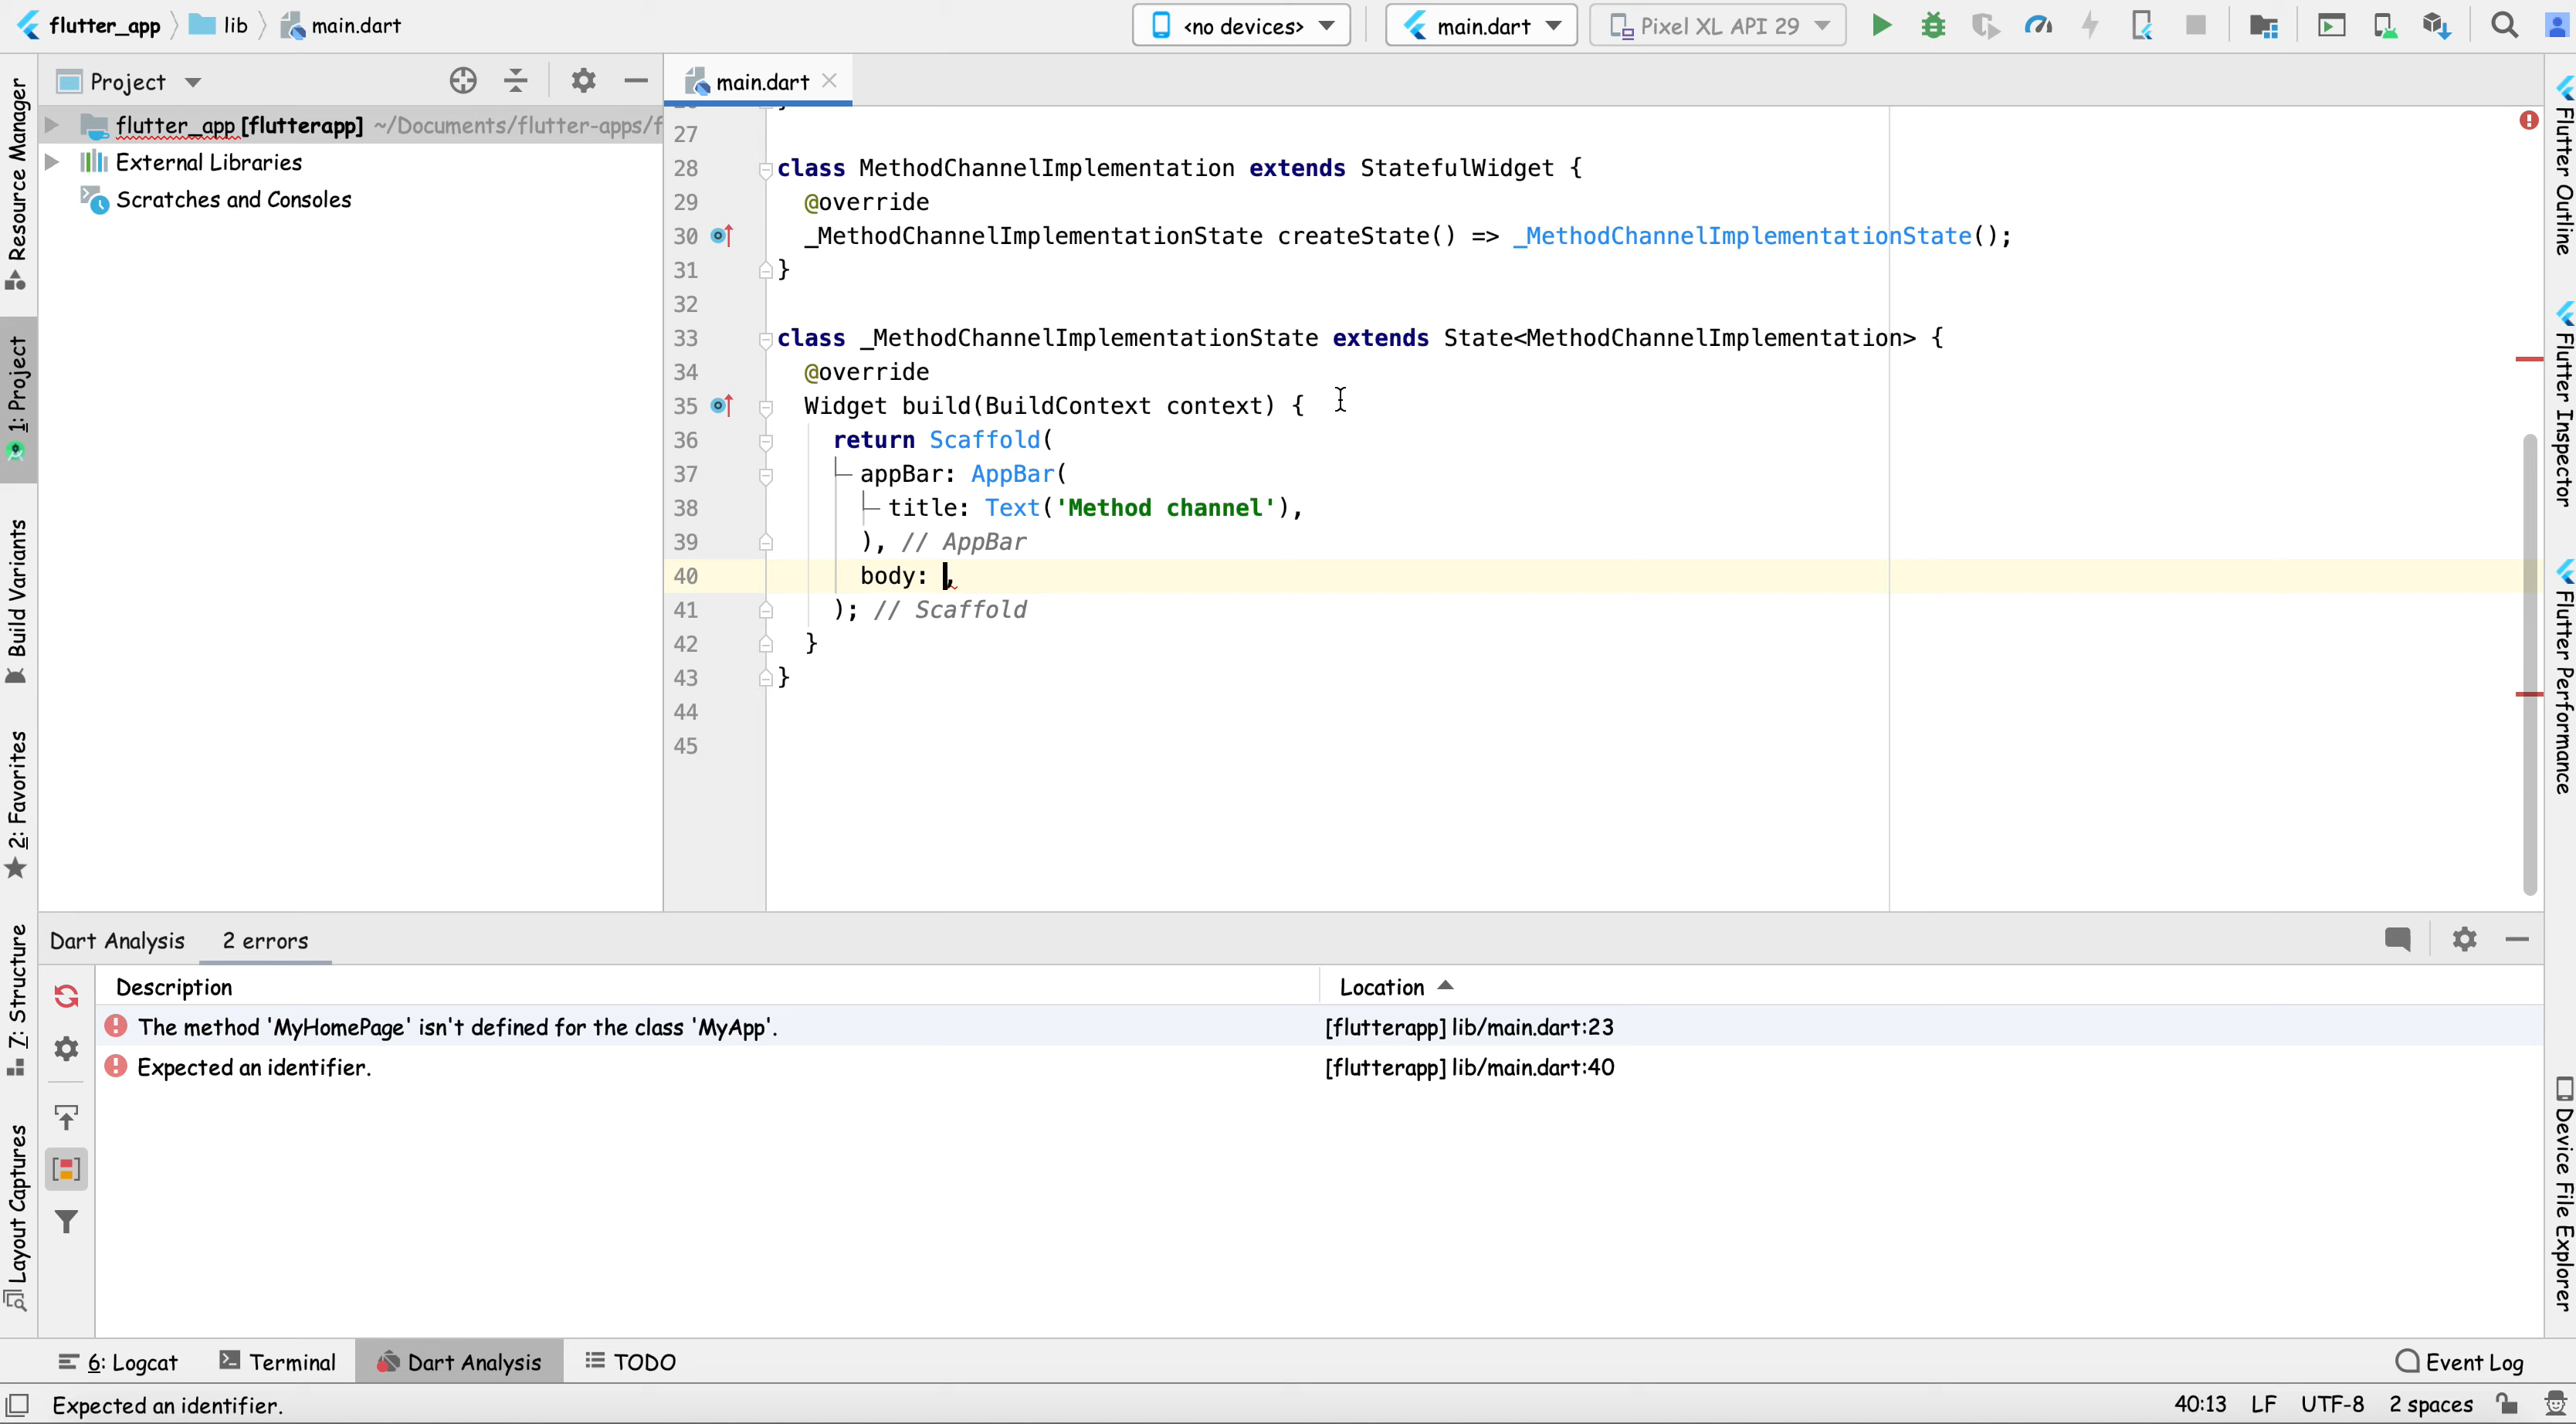 flutter_app lib main.dart <no devices> main.dart Pixel XL API 29
Project
main.dart
flutter_app [flutterapp] ~/Documents/flutter-apps/f
External Libraries
Scratches and Consoles
Resource Manager
1: Project
Build Variants
2: Favorites
7: Structure
Layout Captures
27
28 class MethodChannelImplementation extends StatefulWidget {
29 @override
30 _MethodChannelImplementationState createState() => _MethodChannelImplementationState();
31 }
32
33 class _MethodChannelImplementationState extends State<MethodChannelImplementation> {
34 @override
35 Widget build(BuildContext context) {
36 return Scaffold(
37 appBar: AppBar(
38 title: Text('Method channel'),
39 ), // AppBar
40 body: ,
41 ); // Scaffold
42 }
43 }
44
45
Flutter Outline
Flutter Inspector
Flutter Performance
Device File Explorer
Dart Analysis 2 errors
Description Location
The method 'MyHomePage' isn't defined for the class 'MyApp'. [flutterapp] lib/main.dart:23
Expected an identifier. [flutterapp] lib/main.dart:40
6: Logcat Terminal Dart Analysis TODO Event Log
Expected an identifier. 40:13 LF UTF-8 2 spaces